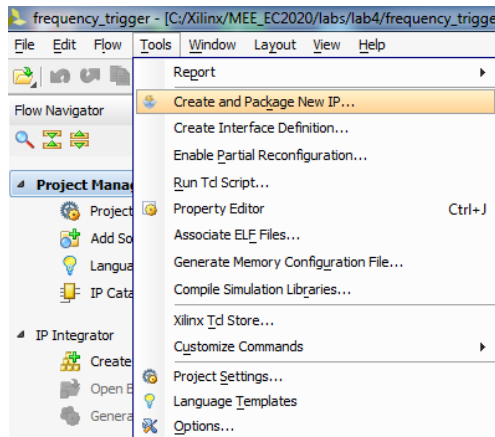 frequency_trigger - [C:/Xilinx/MEE_EC2020/labs/lab4/frequency_trigge
File Edit Flow Tools Window Layout View Help
Report
Flow Navigator
Create and Package New IP...
Create Interface Definition...
Enable Partial Reconfiguration...
Project Mana
Run Tcl Script...
Project
Property Editor Ctrl+J
Add So
Associate ELF Files...
Langua
Generate Memory Configuration File...
IP Cata
Compile Simulation Libraries...
Xilinx Tcl Store...
IP Integrator
Customize Commands
Create
Project Settings...
Open B
Language Templates
Genera
Options...